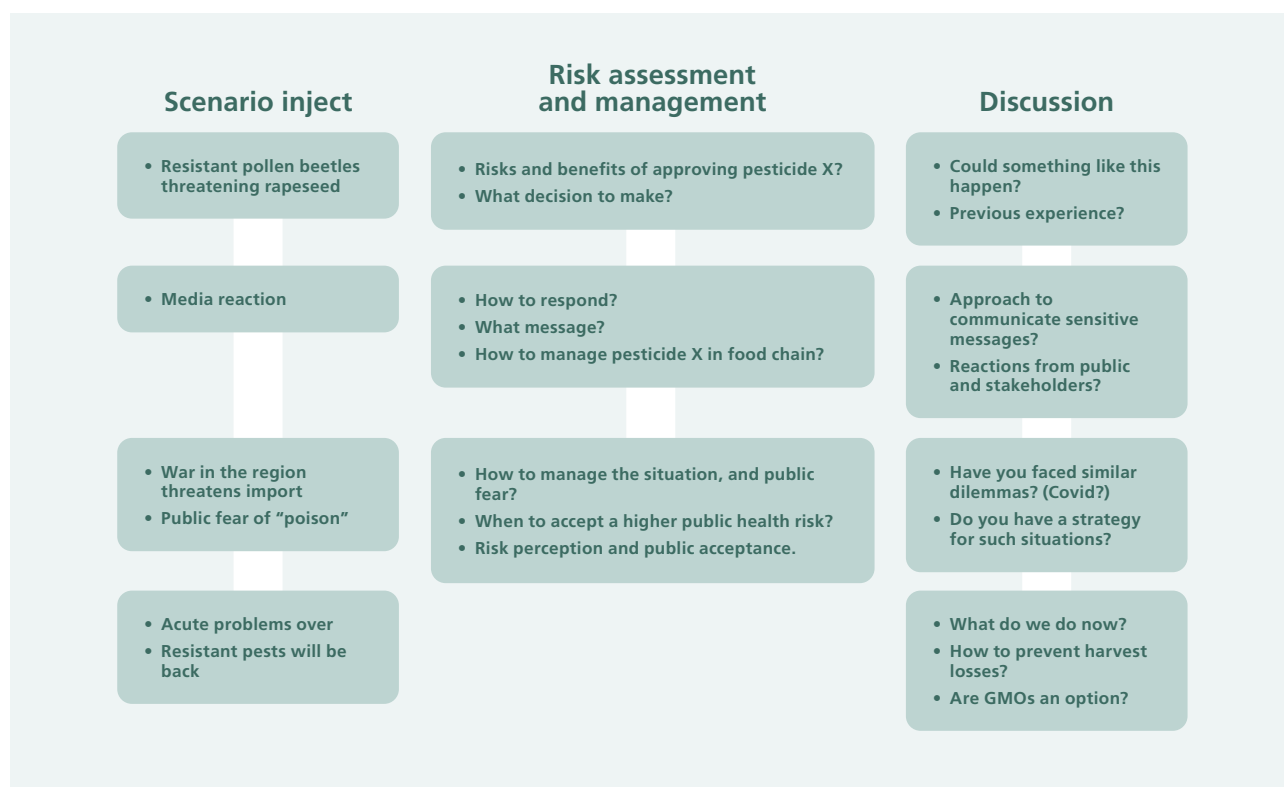 Scenario inject
• Resistant pollen beetles
threatening rapeseed
• Media reaction
• War in the region
threatens import
• Public fear of “poison”
• Acute problems over
• Resistant pests will be
back
Risk assessment
and management
• Risks and benefits of approving pesticide X?
• What decision to make?
• How to respond?
• What message?
• How to manage pesticide X in food chain?
• How to manage the situation, and public
fear?
• When to accept a higher public health risk?
• Risk perception and public acceptance.
Discussion
• Could something like this
happen?
• Previous experience?
• Approach to
communicate sensitive
messages?
• Reactions from public
and stakeholders?
• Have you faced similar
dilemmas? (Covid?)
• Do you have a strategy
for such situations?
• What do we do now?
• How to prevent harvest
losses?
• Are GMOs an option?